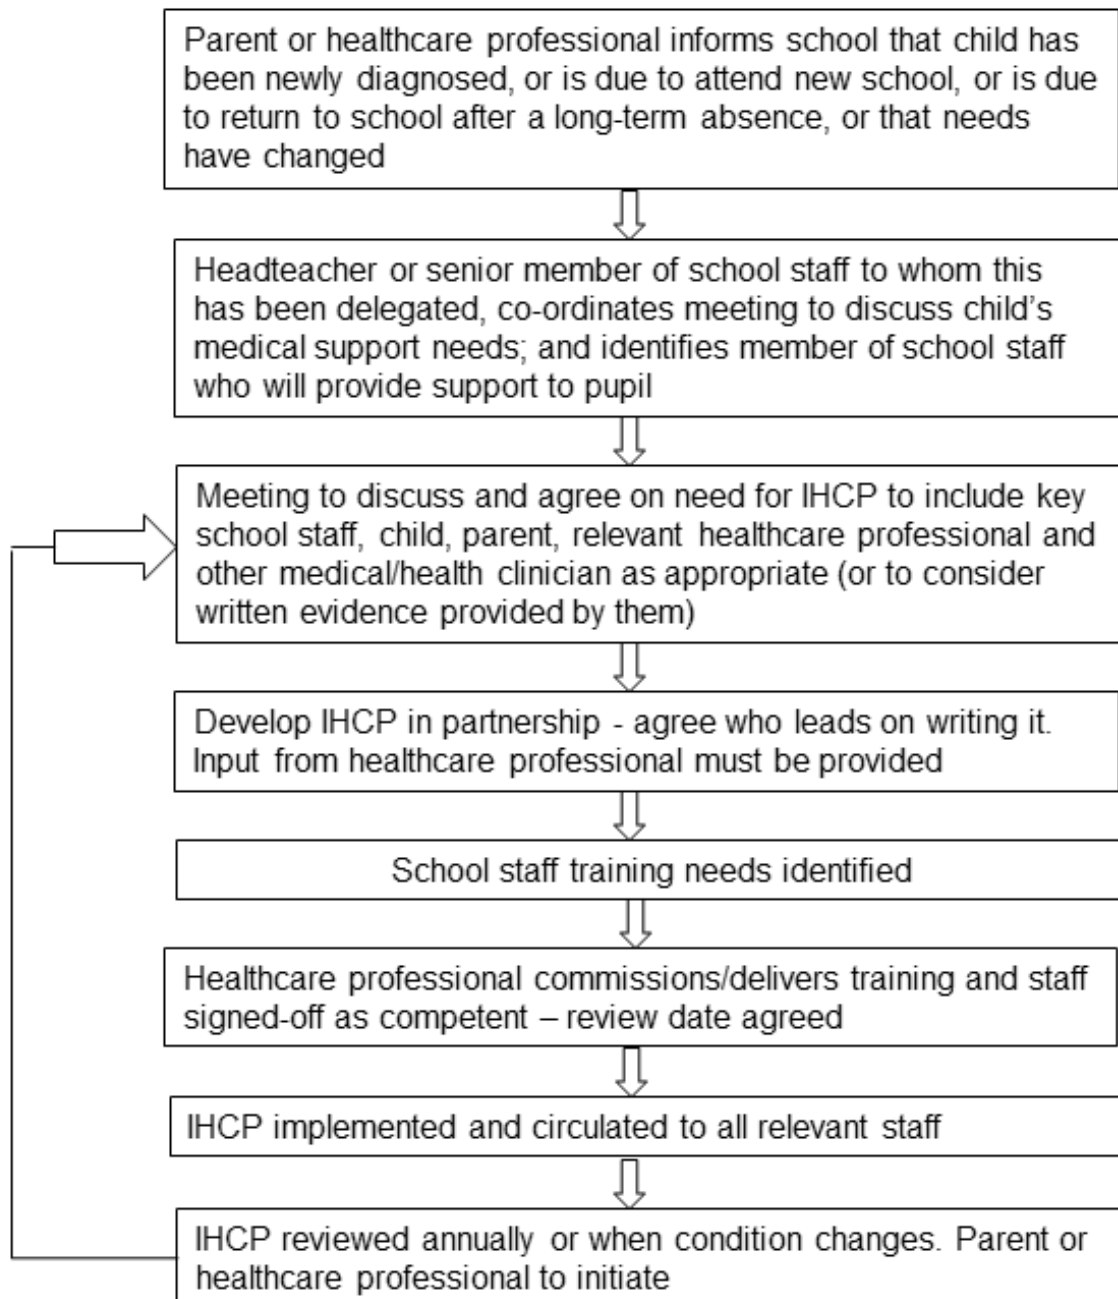 Parent or healthcare professional informs school that child has
been newly diagnosed, or is due to attend new school, or is due
to return to school after a long-term absence, or that needs
have changed
Headteacher or senior member of school staff to whom this
has been delegated, co-ordinates meeting to discuss child's
medical support needs; and identifies member of school staff
who will provide support to pupil
Meeting to discuss and agree on need for IHCP to include key
school staff, child, parent, relevant healthcare professional and
other medical/health clinician as appropriate (or to consider
written evidence provided by them)
Develop IHCP in partnership - agree who leads on writing it.
Input from healthcare professional must be provided
School staff training needs identified
Healthcare professional commissions/delivers training and staff
signed-off as competent – review date agreed
IHCP implemented and circulated to all relevant staff
IHCP reviewed annually or when condition changes. Parent or
healthcare professional to initiate